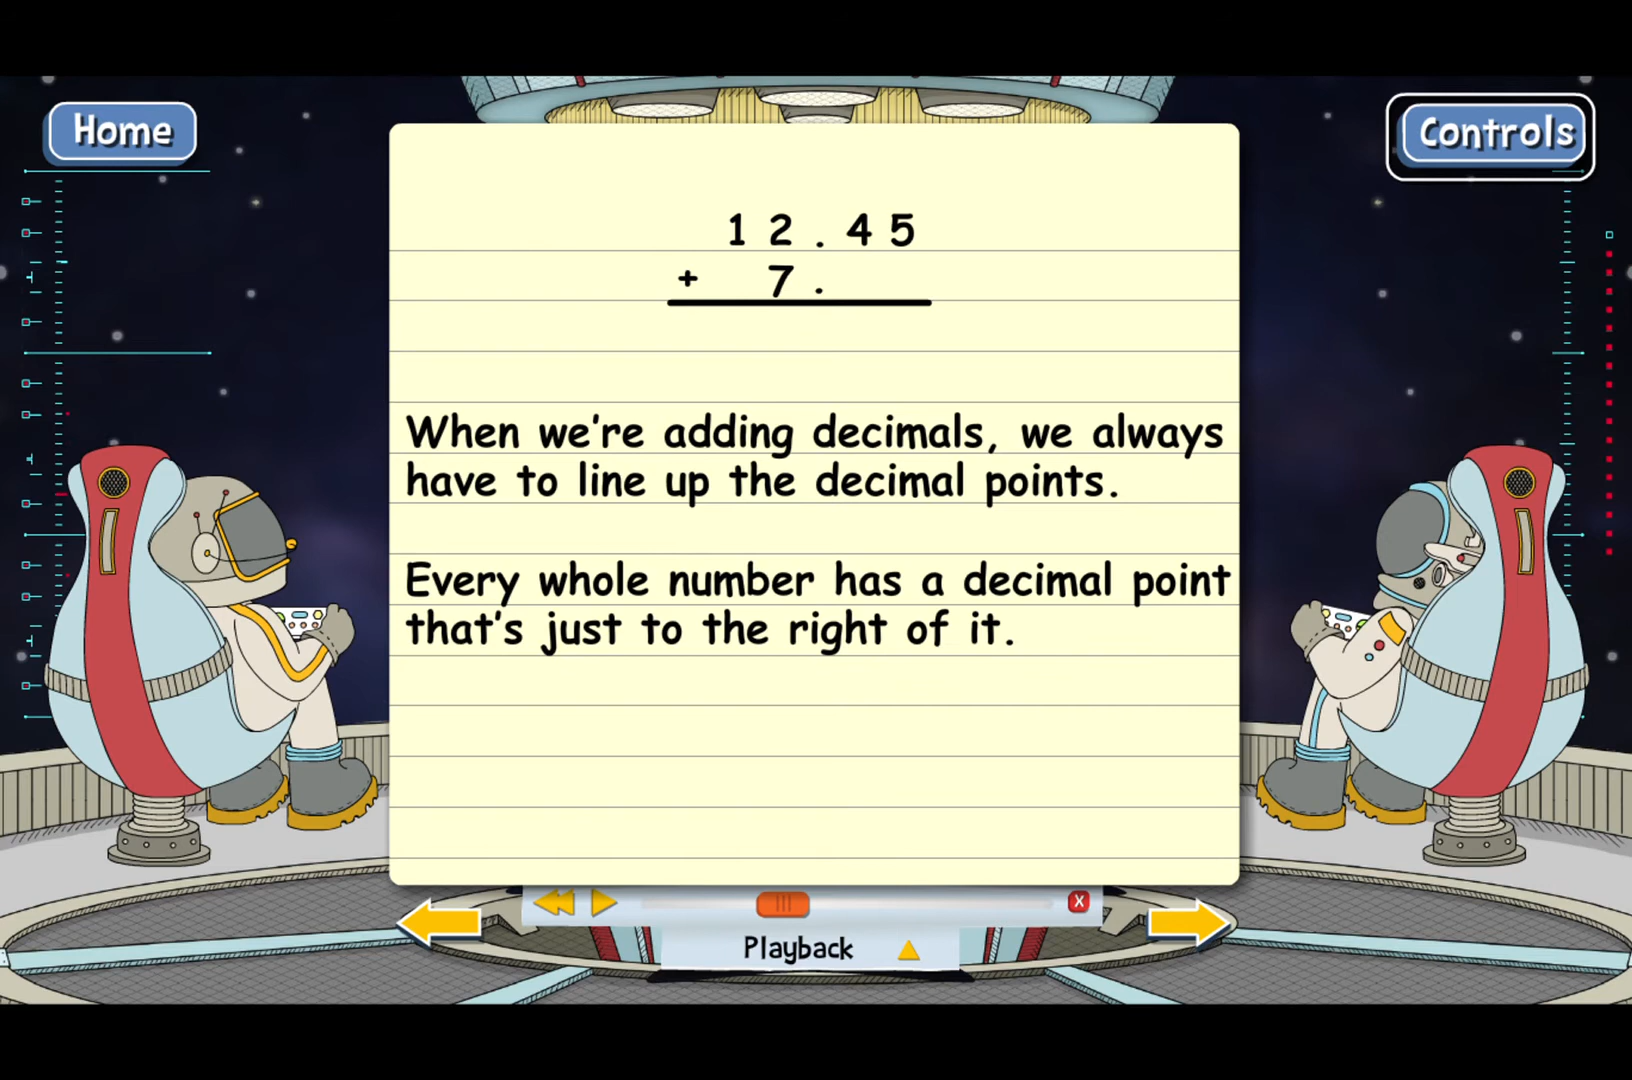 Home
Controls
12.45
+ 7.
When we're adding decimals, we always
have to line up the decimal points.
Every whole number has a decimal point
that's just to the right of it.
X
Playback